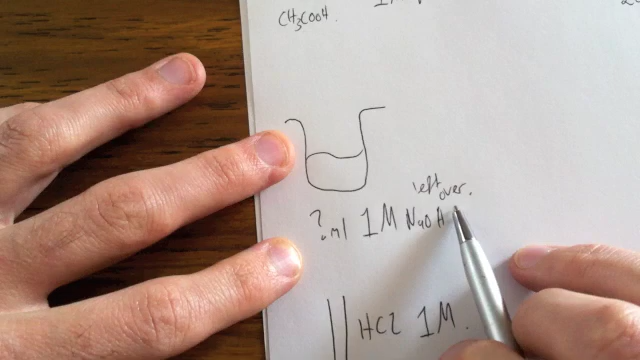 CH3COOH.
left over.
? ml 1M NaOH
HCl 1M.